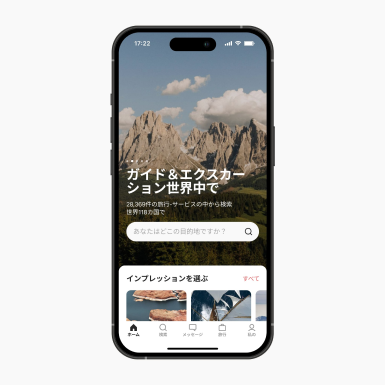 17:22
ガイド＆エクスカー
ション世界中で
28,369件の旅行-サービスの中から検索
世界118カ国で
あなたはどこの目的地ですか？
インプレッションを選ぶ
すべて
ホーム
検索
メッセージ
旅行
私の